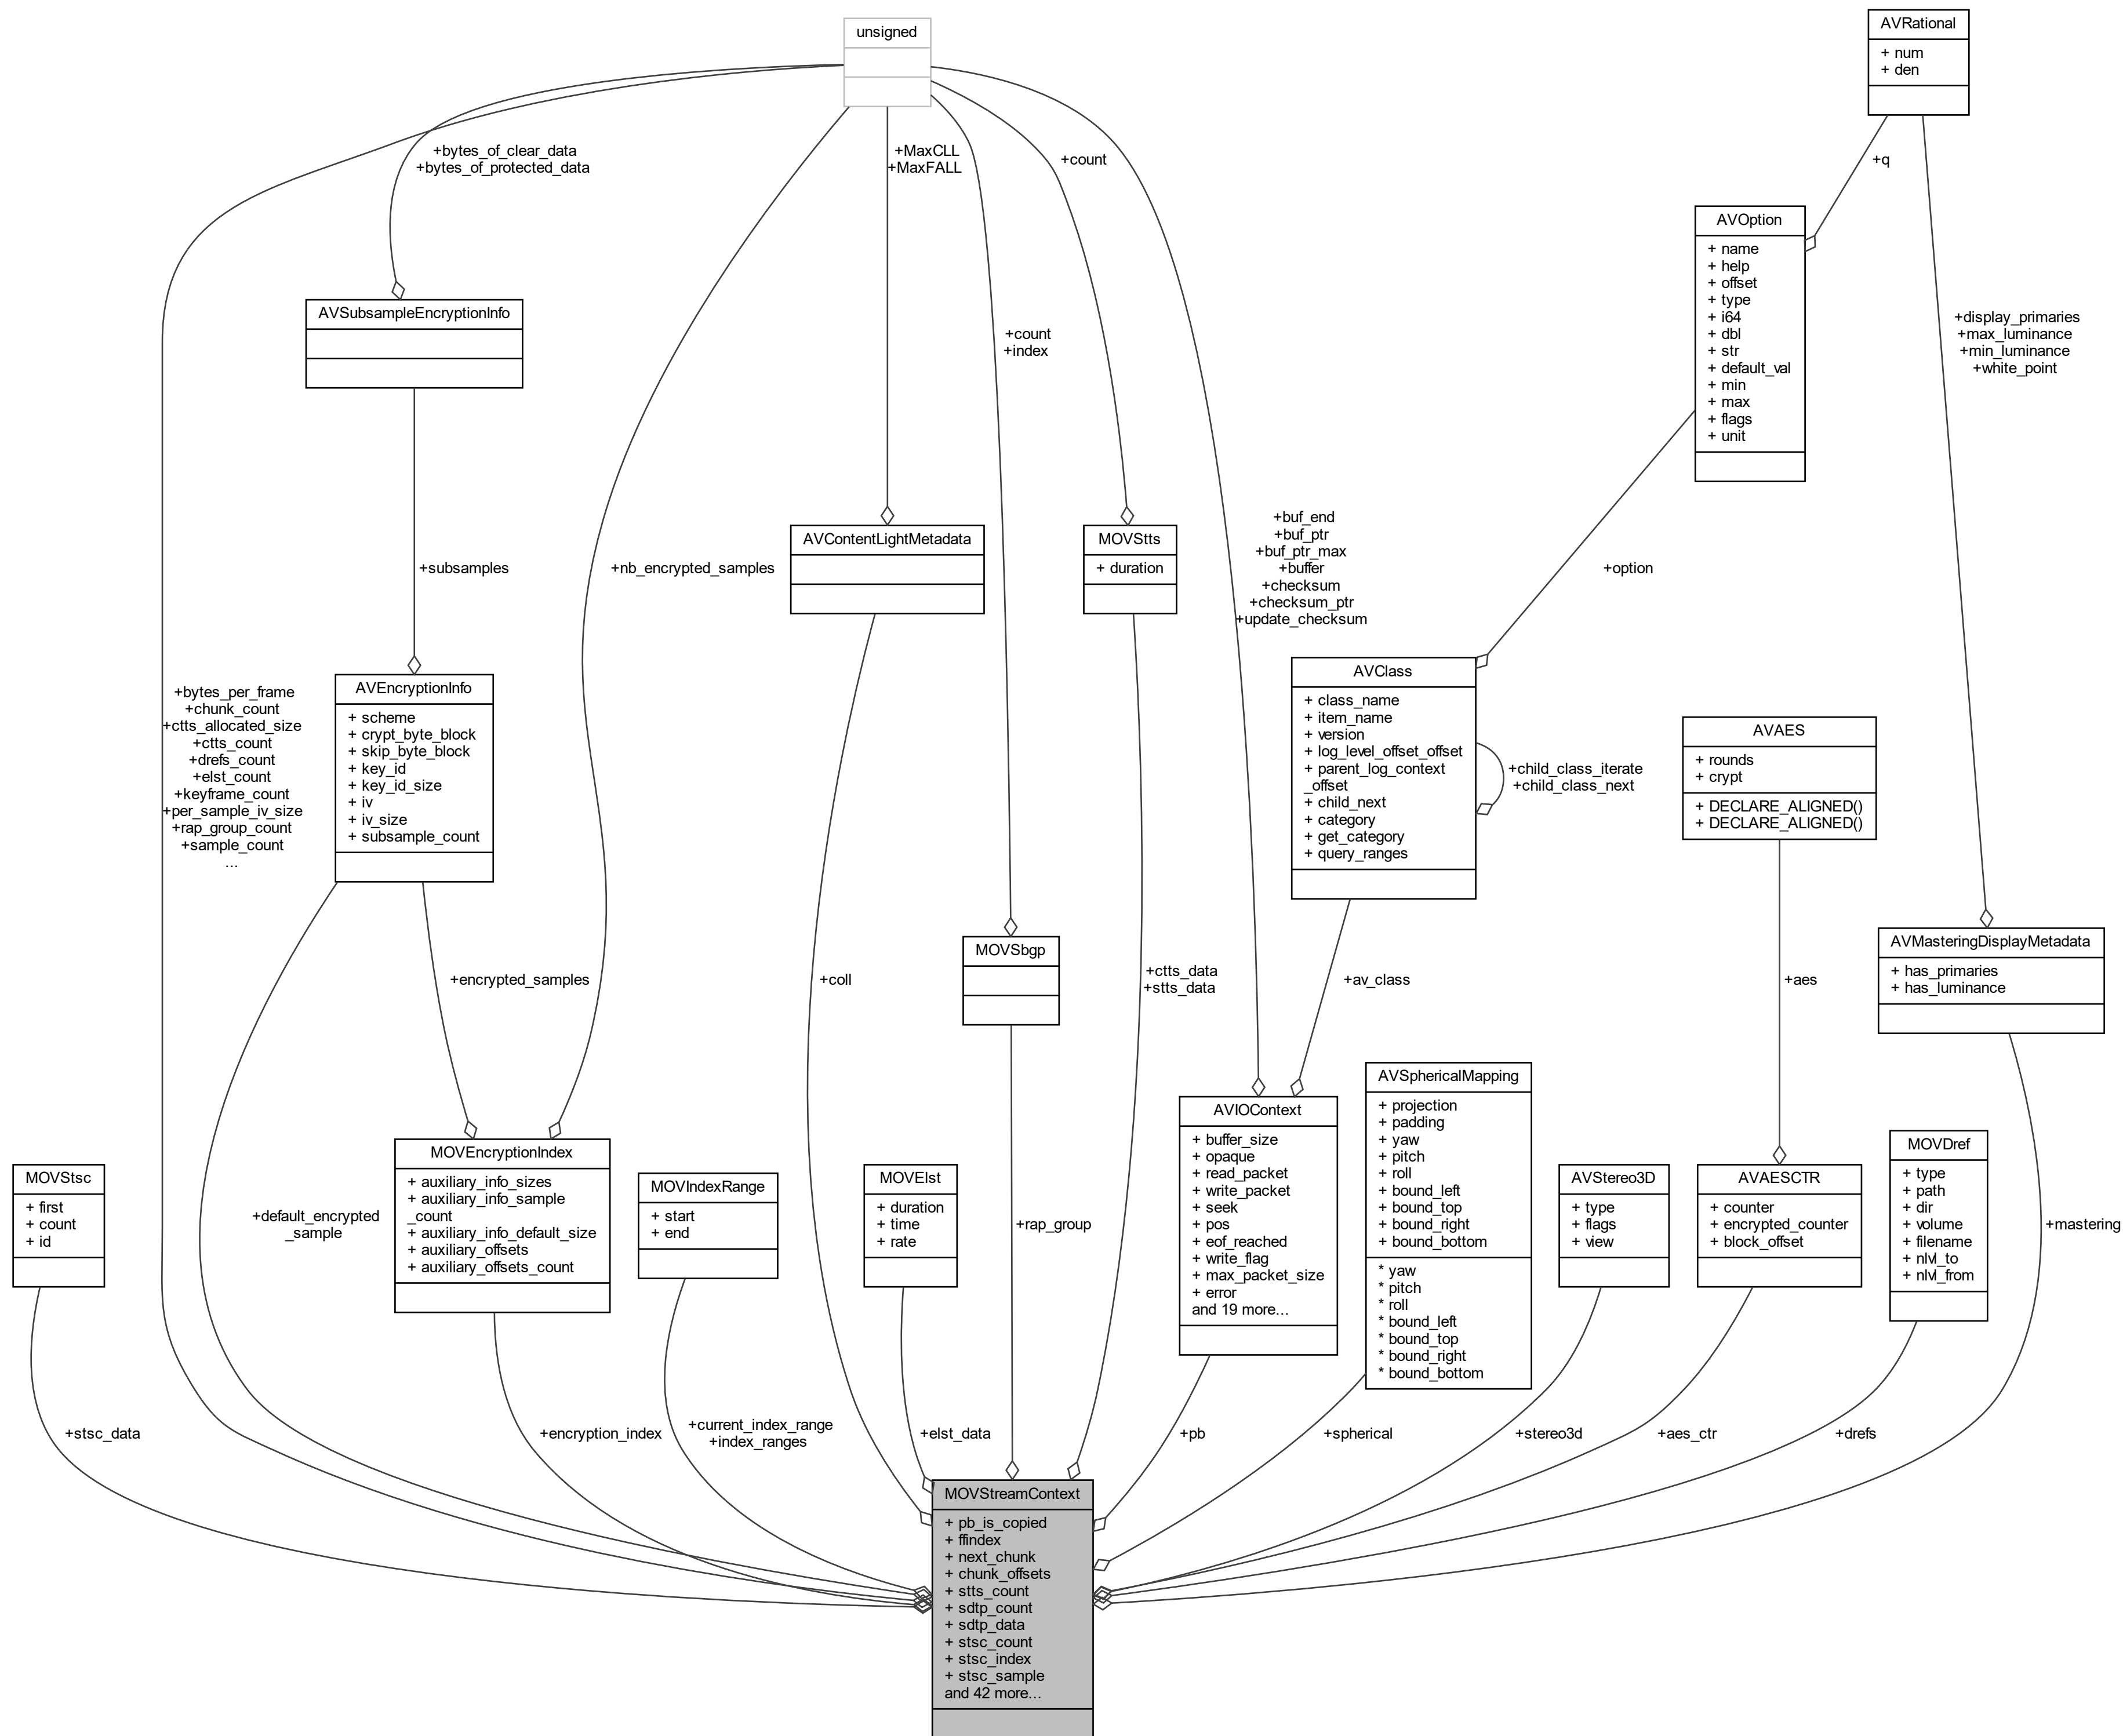 unsigned
AVRational
+ num
+ den
+bytes_of_clear_data
+bytes_of_protected_data
+MaxCLL
+MaxFALL
+count
+q
AVOption
+ name
+ help
+ offset
+ type
+ i64
+ dbl
+ str
+ default_val
+ min
+ max
+ flags
+ unit
AVSubsampleEncryptionInfo
+count
+index
+display_primaries
+max_luminance
+min_luminance
+white_point
+subsamples
+nb_encrypted_samples
AVContentLightMetadata
MOVStts
+ duration
+buf_end
+buf_ptr
+buf_ptr_max
+buffer
+checksum
+checksum_ptr
+update_checksum
+option
+bytes_per_frame
+chunk_count
+ctts_allocated_size
+ctts_count
+drefs_count
+elst_count
+keyframe_count
+per_sample_iv_size
+rap_group_count
+sample_count
...
AVEncryptionInfo
+ scheme
+ crypt_byte_block
+ skip_byte_block
+ key_id
+ key_id_size
+ iv
+ iv_size
+ subsample_count
AVClass
+ class_name
+ item_name
+ version
+ log_level_offset_offset
+ parent_log_context
_offset
+ child_next
+ category
+ get_category
+ query_ranges
+child_class_iterate
+child_class_next
AVAES
+ rounds
+ crypt
+ DECLARE_ALIGNED()
+ DECLARE_ALIGNED()
+encrypted_samples
+coll
MOVSbgp
+ctts_data
+stts_data
+av_class
+aes
AVMasteringDisplayMetadata
+ has_primaries
+ has_luminance
MOVStsc
+ first
+ count
+ id
+default_encrypted
_sample
MOVEncryptionIndex
+ auxiliary_info_sizes
+ auxiliary_info_sample
_count
+ auxiliary_info_default_size
+ auxiliary_offsets
+ auxiliary_offsets_count
MOVIndexRange
+ start
+ end
MOVElst
+ duration
+ time
+ rate
+rap_group
AVIOContext
+ buffer_size
+ opaque
+ read_packet
+ write_packet
+ seek
+ pos
+ eof_reached
+ write_flag
+ max_packet_size
+ error
and 19 more...
AVSphericalMapping
+ projection
+ padding
+ yaw
+ pitch
+ roll
+ bound_left
+ bound_top
+ bound_right
+ bound_bottom
* yaw
* pitch
* roll
* bound_left
* bound_top
* bound_right
* bound_bottom
AVStereo3D
+ type
+ flags
+ view
AVAESCTR
+ counter
+ encrypted_counter
+ block_offset
MOVDref
+ type
+ path
+ dir
+ volume
+ filename
+ nlvl_to
+ nlvl_from
+mastering
+stsc_data
+encryption_index
+current_index_range
+index_ranges
+elst_data
+pb
+spherical
+stereo3d
+aes_ctr
+drefs
MOVStreamContext
+ pb_is_copied
+ ffindex
+ next_chunk
+ chunk_offsets
+ stts_count
+ sdtp_count
+ sdtp_data
+ stsc_count
+ stsc_index
+ stsc_sample
and 42 more...